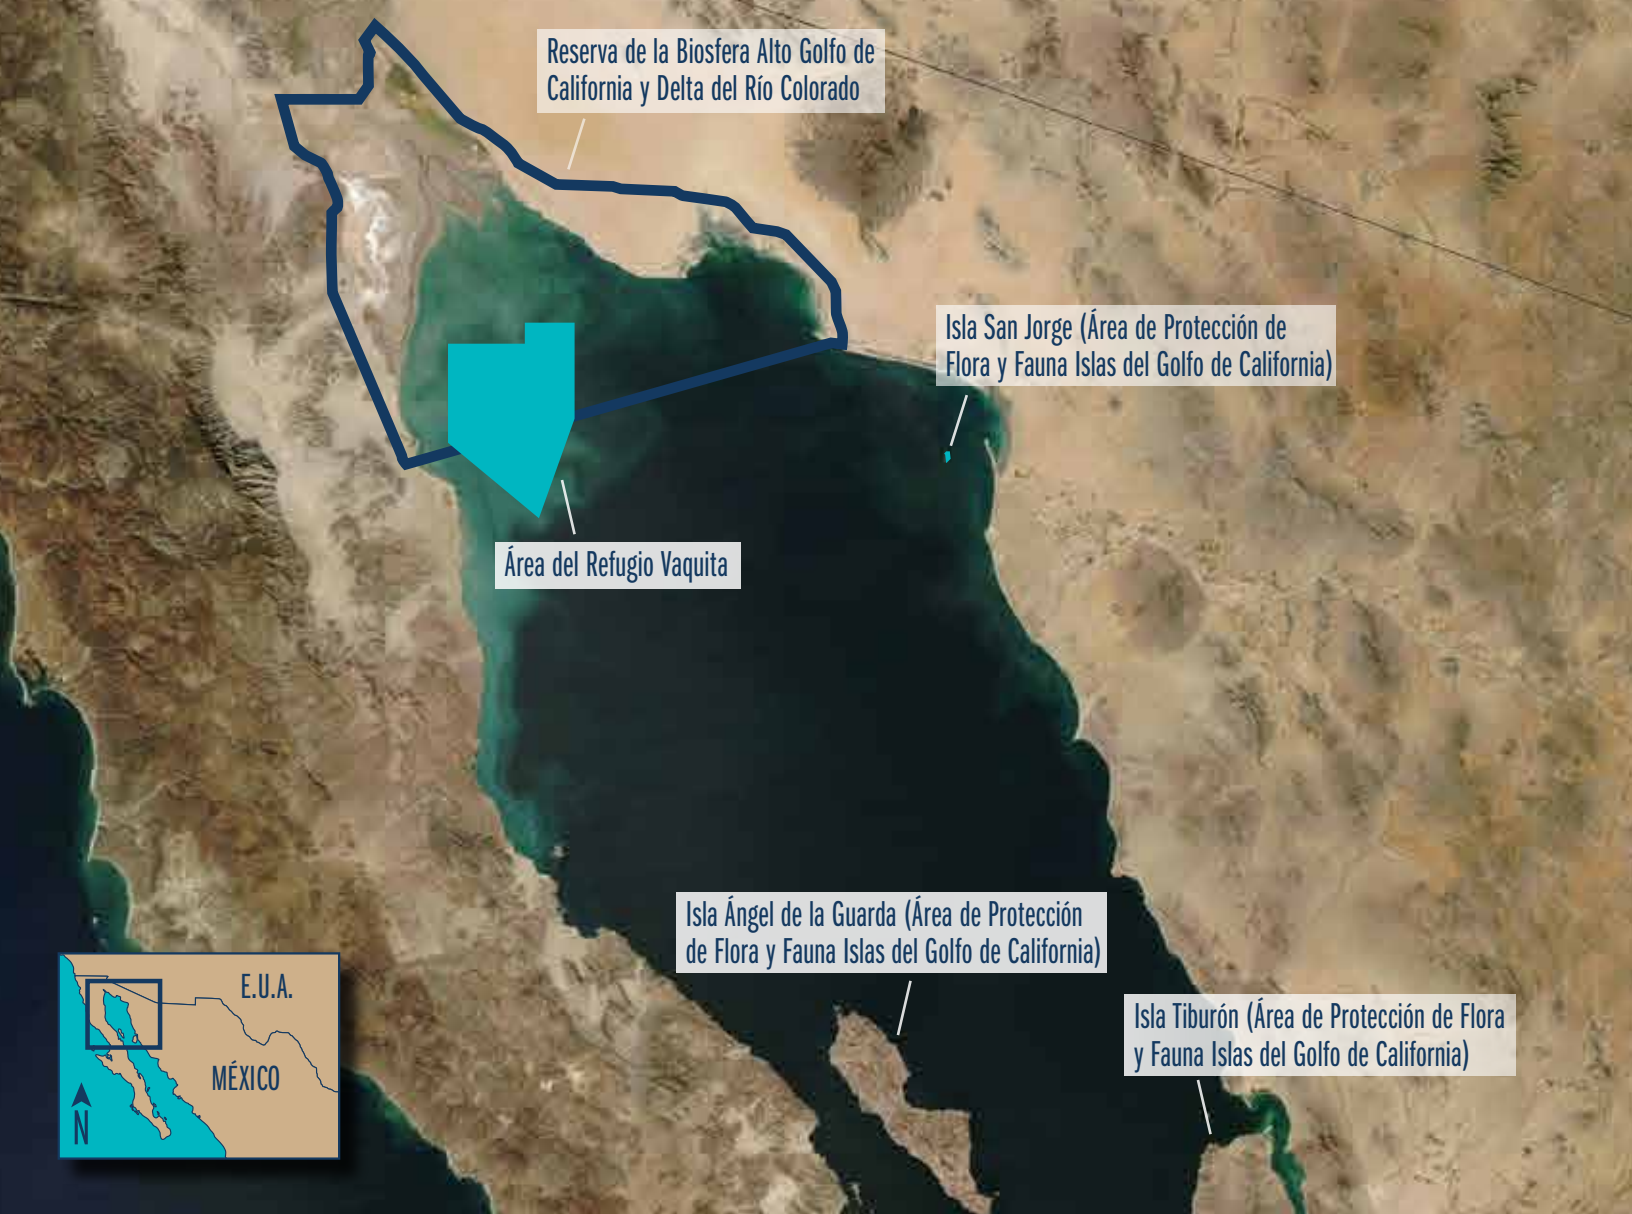 Reserva de la Biosfera Alto Golfo de
California y Delta del Río Colorado
Isla San Jorge (Área de Protección de
Flora y Fauna Islas del Golfo de California)
Área del Refugio Vaquita
Isla Ángel de la Guarda (Área de Protección
de Flora y Fauna Islas del Golfo de California)
Isla Tiburón (Área de Protección de Flora
y Fauna Islas del Golfo de California)
E.U.A.
MÉXICO
N